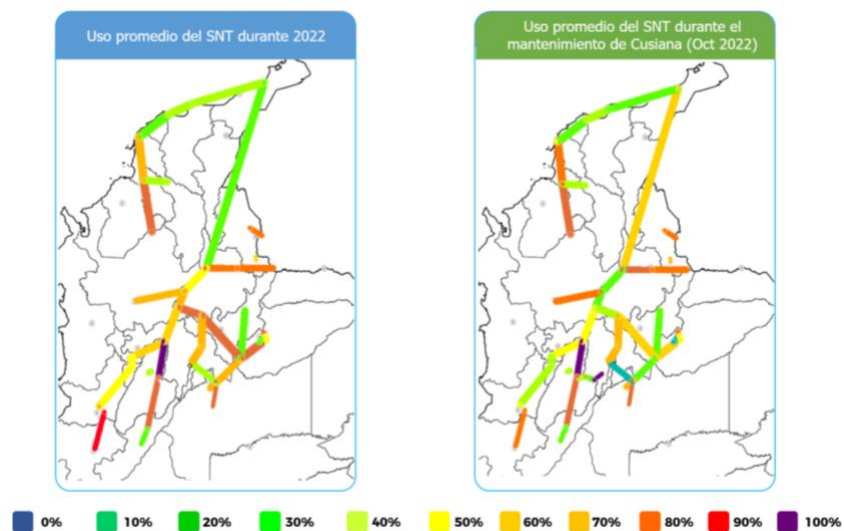 Uso promedio del SNT durante 2022
Uso promedio del SNT durante el
mantenimiento de Cusiana (Oct 2022)
0% 10% 20% 30% 40% 50% 60% 70% 80% 90% 100%